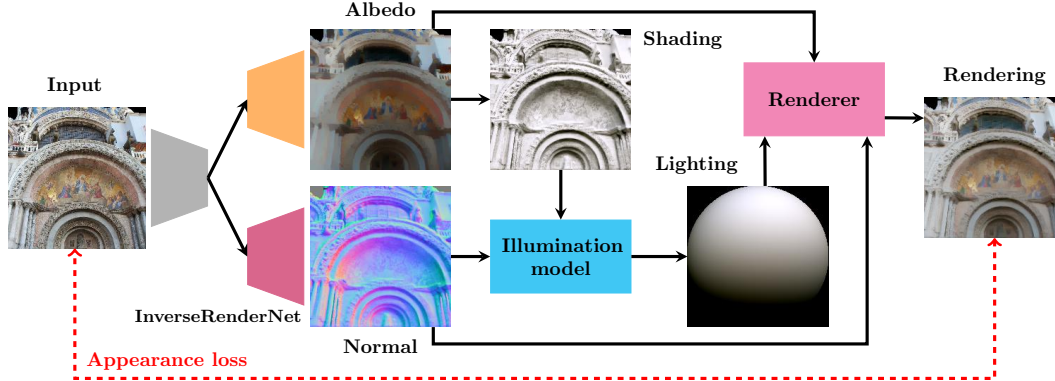 Albedo
Shading
Input
Renderer
Rendering
Lighting
Illumination
model
InverseRenderNet
Normal
Appearance loss